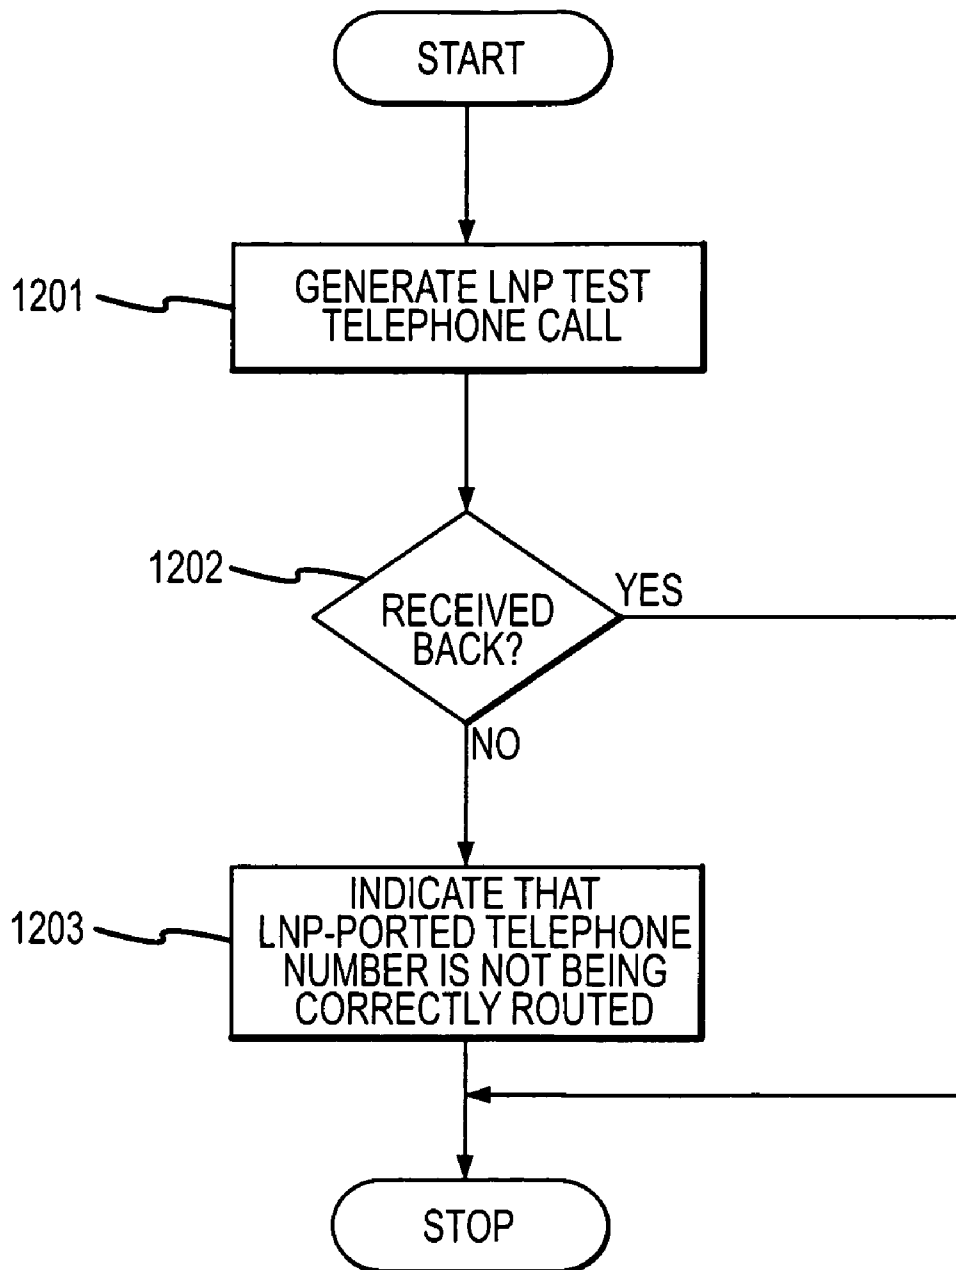 START
1201
GENERATE LNP TEST
TELEPHONE CALL
1202
RECEIVED
BACK?
YES
NO
1203
INDICATE THAT
LNP-PORTED TELEPHONE
NUMBER IS NOT BEING
CORRECTLY ROUTED
STOP